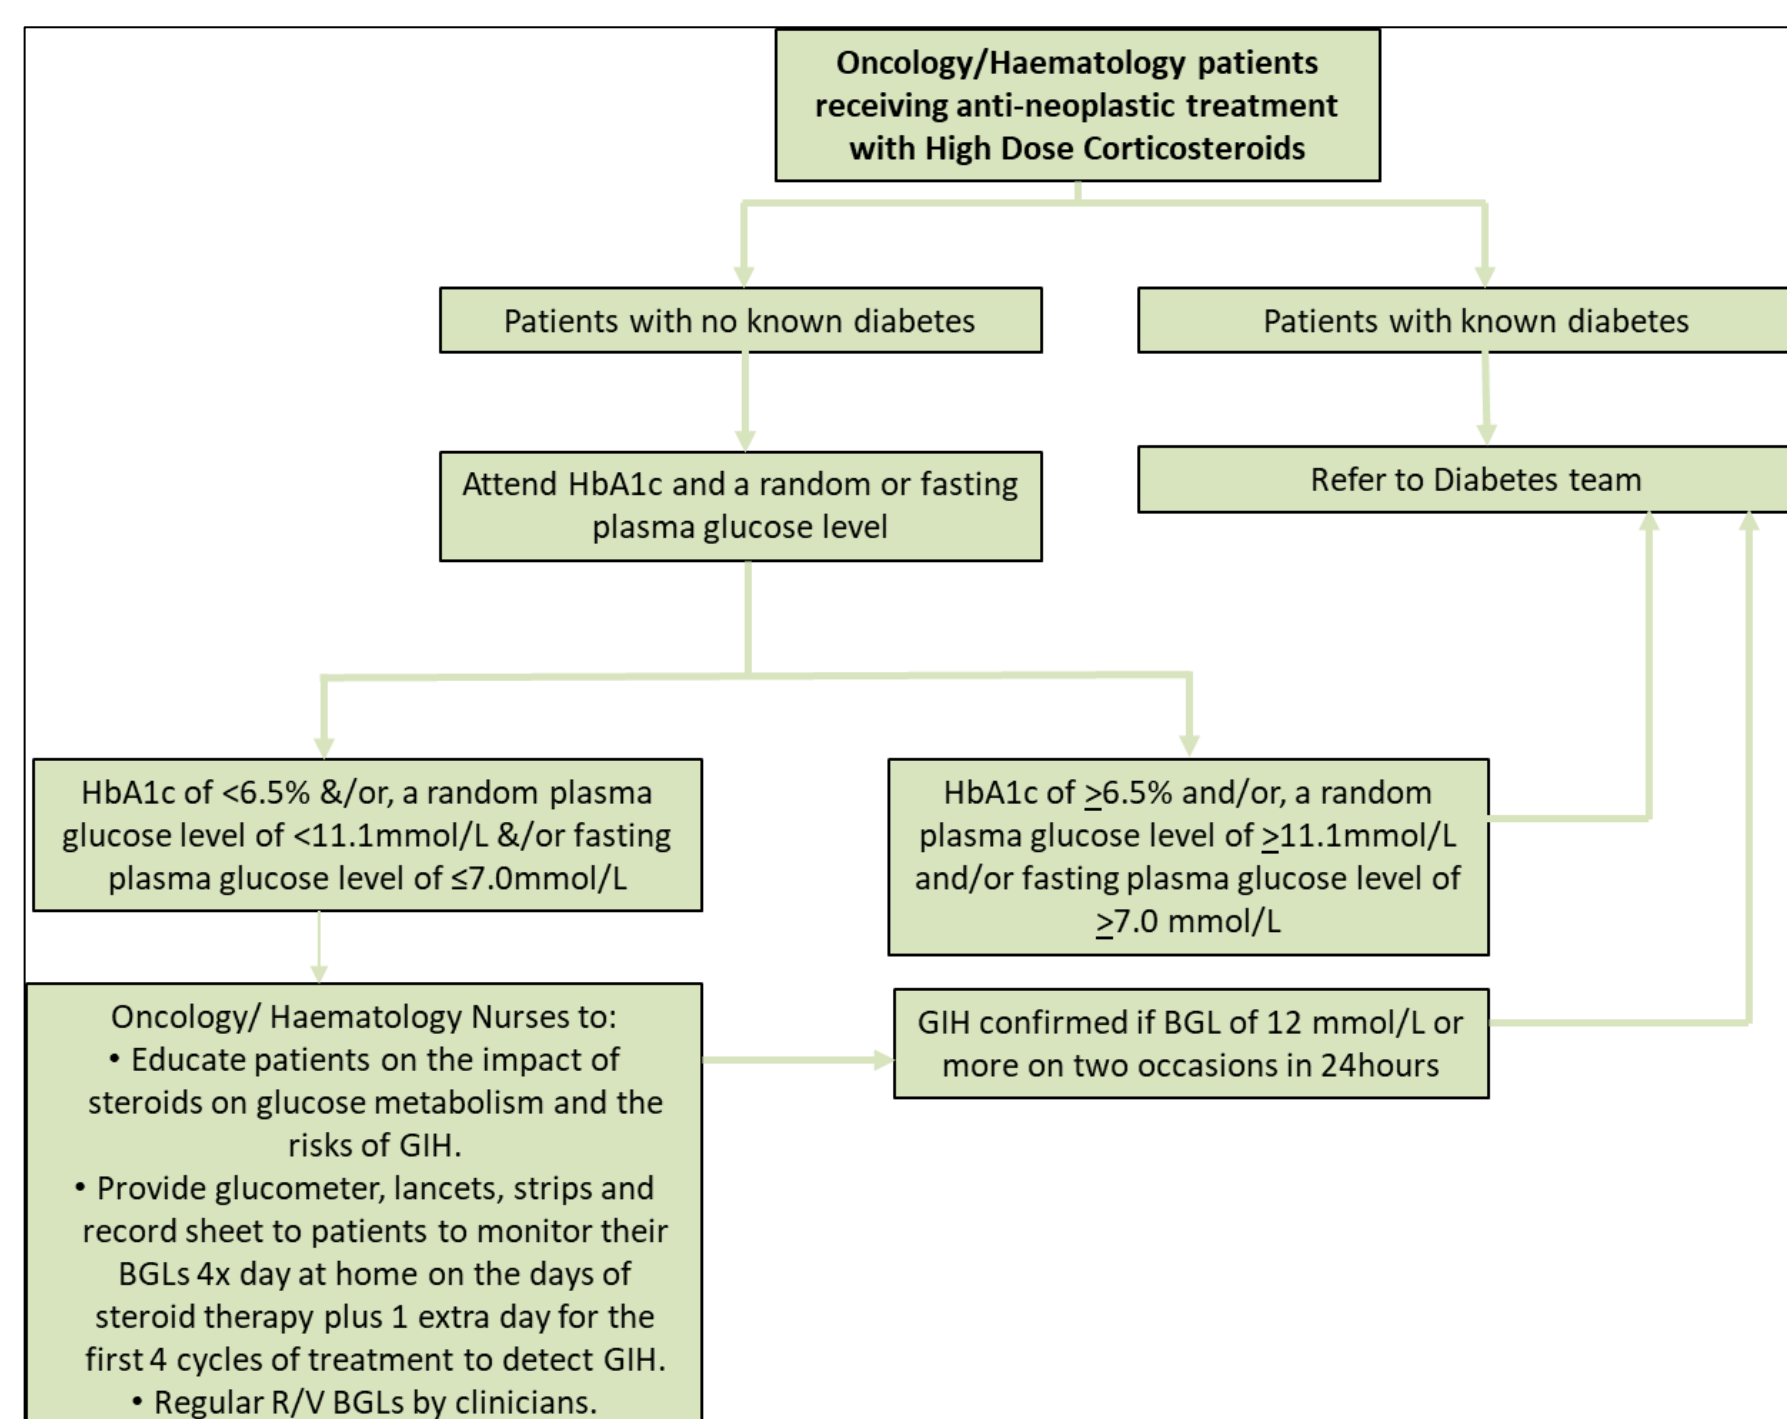 Oncology/Haematology patients
receiving anti-neoplastic treatment
with High Dose Corticosteroids
Patients with no known diabetes
Patients with known diabetes
Attend HbA1c and a random or fasting
plasma glucose level
Refer to Diabetes team
HbA1c of <6.5% &/or, a random plasma
glucose level of <11.1mmol/L &/or fasting
plasma glucose level of ≤7.0mmol/L
HbA1c of ≥6.5% and/or, a random
plasma glucose level of ≥11.1mmol/L
and/or fasting plasma glucose level of
≥7.0 mmol/L
Oncology/ Haematology Nurses to:
• Educate patients on the impact of
steroids on glucose metabolism and the
risks of GIH.
• Provide glucometer, lancets, strips and
record sheet to patients to monitor their
BGLs 4x day at home on the days of
steroid therapy plus 1 extra day for the
first 4 cycles of treatment to detect GIH.
• Regular R/V BGLs by clinicians.
GIH confirmed if BGL of 12 mmol/L or
more on two occasions in 24hours